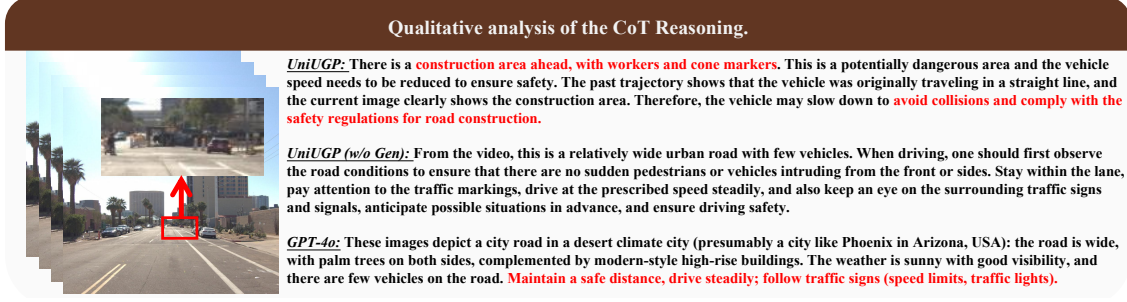 Qualitative analysis of the CoT Reasoning.
UniUGP: There is a construction area ahead, with workers and cone markers. This is a potentially dangerous area and the vehicle
speed needs to be reduced to ensure safety. The past trajectory shows that the vehicle was originally traveling in a straight line, and
the current image clearly shows the construction area. Therefore, the vehicle may slow down to avoid collisions and comply with the
safety regulations for road construction.
UniUGP (w/o Gen): From the video, this is a relatively wide urban road with few vehicles. When driving, one should first observe
the road conditions to ensure that there are no sudden pedestrians or vehicles intruding from the front or sides. Stay within the lane,
pay attention to the traffic markings, drive at the prescribed speed steadily, and also keep an eye on the surrounding traffic signs
and signals, anticipate possible situations in advance, and ensure driving safety.
GPT-4o: These images depict a city road in a desert climate city (presumably a city like Phoenix in Arizona, USA): the road is wide,
with palm trees on both sides, complemented by modern-style high-rise buildings. The weather is sunny with good visibility, and
there are few vehicles on the road. Maintain a safe distance, drive steadily; follow traffic signs (speed limits, traffic lights).